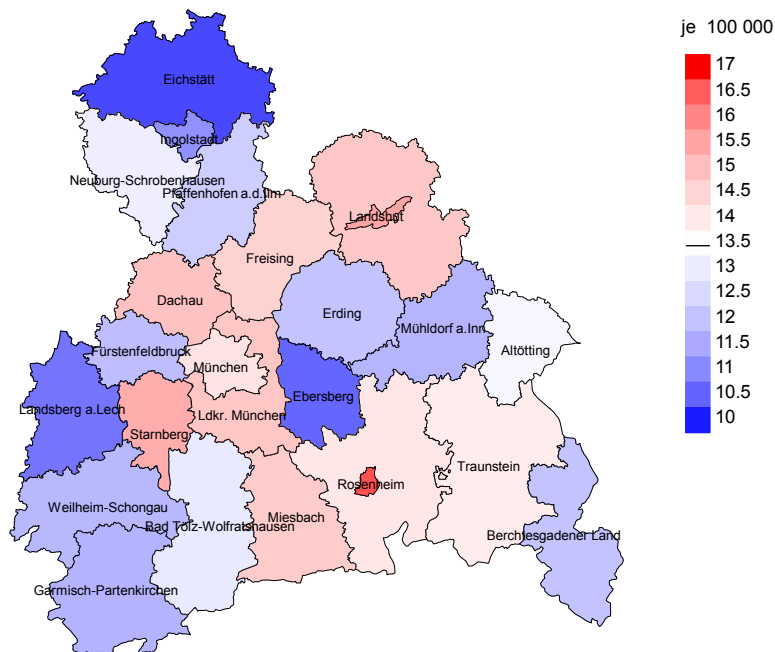 je 100 000
17
16.5
16
15.5
15
14.5
14
13.5
13
12.5
12
11.5
11
10.5
10
Eichstätt
Ingolstadt
Neuburg-Schrobenhausen
Pfaffenhofen a.d.Ilm
Landshut
Freising
Dachau
Erding
Mühldorf a.Inn
Altötting
Fürstenfeldbruck
München
Ebersberg
Landsberg a.Lech
Ldkr. München
Starnberg
Traunstein
Rosenheim
Weilheim-Schongau
Miesbach
Bad Tölz-Wolfratshausen
Berchtesgadener Land
Garmisch-Partenkirchen